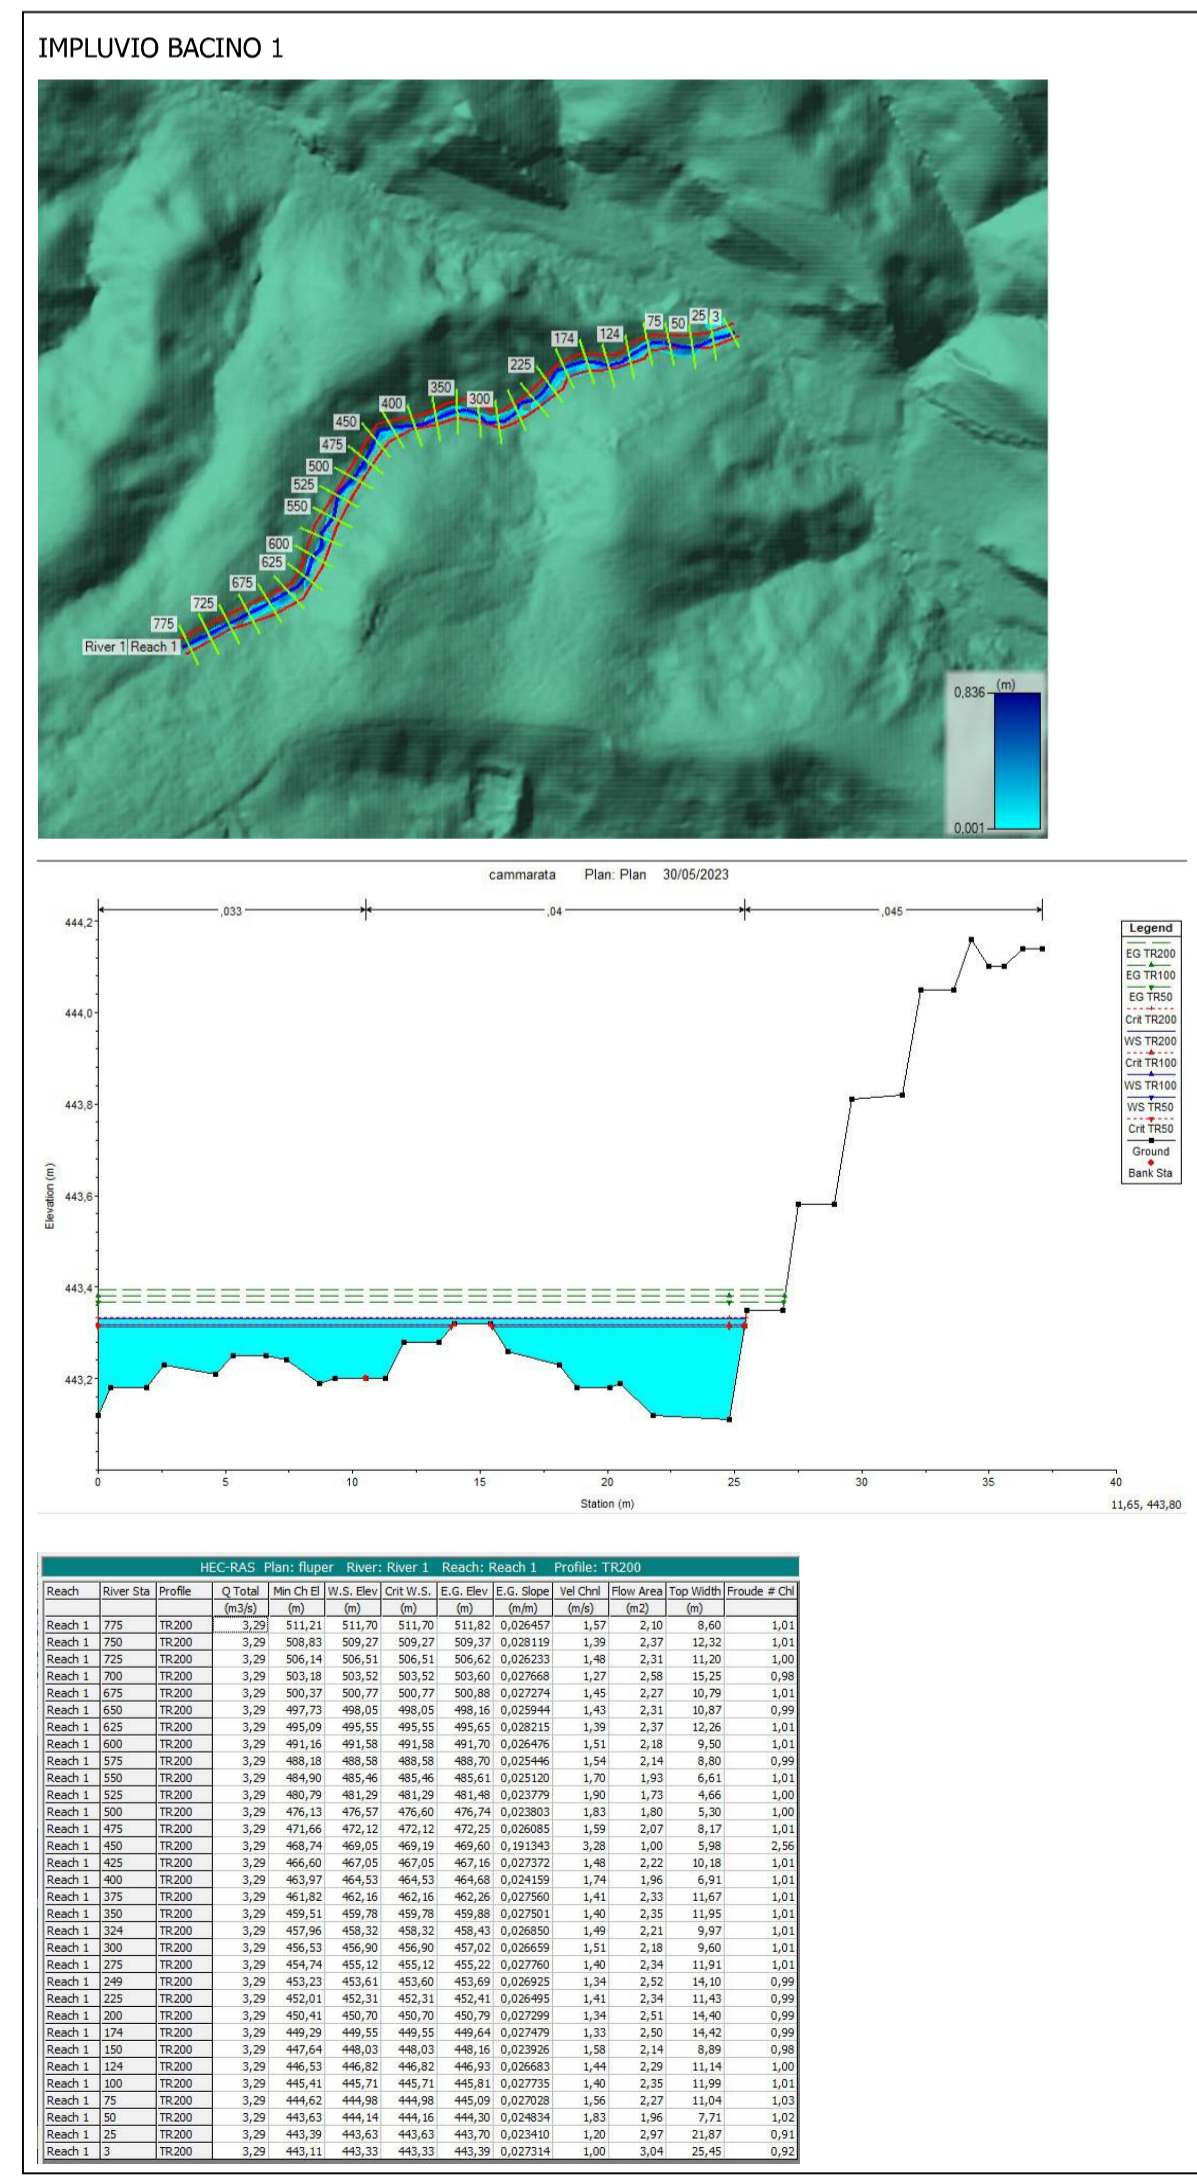 IMPLUVIO BACINO 1
775
725
675
625
600
550
525
500
475
450
400
350
300
225
174
124
75
50
25
3
River 1 Reach 1
(m)
0,836
0,001
cammarata Plan: Plan 30/05/2023
,033 ,04 ,045
Elevation (m)
444,2
444,0
443,8
443,6
443,4
443,2
0 5 10 15 20 25 30 35 40
Station (m)
11,65, 443,80
Legend
EG TR200
EG TR100
EG TR50
Crit TR200
WS TR200
Crit TR100
WS TR100
WS TR50
Crit TR50
Ground
Bank Sta
HEC-RAS Plan: fluper River: River 1 Reach: Reach 1 Profile: TR200
Reach River Sta Profile Q Total Min Ch El W.S. Elev Crit W.S. E.G. Elev E.G. Slope Vel Chnl Flow Area Top Width Froude # Chl
(m3/s) (m) (m) (m) (m) (m/m) (m/s) (m2) (m)
Reach 1 775 TR200 3,29 511,21 511,70 511,70 511,82 0,026457 1,57 2,10 8,60 1,01
Reach 1 750 TR200 3,29 508,83 509,27 509,27 509,37 0,028119 1,39 2,37 12,32 1,01
Reach 1 725 TR200 3,29 506,14 506,51 506,51 506,62 0,026233 1,48 2,31 11,20 1,00
Reach 1 700 TR200 3,29 503,18 503,52 503,52 503,60 0,027668 1,27 2,58 15,25 0,98
Reach 1 675 TR200 3,29 500,37 500,77 500,77 500,88 0,027274 1,45 2,27 10,79 1,01
Reach 1 650 TR200 3,29 497,73 498,05 498,05 498,16 0,025944 1,43 2,31 10,87 0,99
Reach 1 625 TR200 3,29 495,09 495,55 495,55 495,65 0,028215 1,39 2,37 12,26 1,01
Reach 1 600 TR200 3,29 491,16 491,58 491,58 491,70 0,026476 1,51 2,18 9,50 1,01
Reach 1 575 TR200 3,29 488,18 488,58 488,58 488,70 0,025446 1,54 2,14 8,80 0,99
Reach 1 550 TR200 3,29 484,90 485,46 485,46 485,61 0,025120 1,70 1,93 6,61 1,01
Reach 1 525 TR200 3,29 480,79 481,29 481,29 481,48 0,023779 1,90 1,73 4,66 1,00
Reach 1 500 TR200 3,29 476,13 476,57 476,60 476,74 0,023803 1,83 1,80 5,30 1,00
Reach 1 475 TR200 3,29 471,66 472,12 472,12 472,25 0,026085 1,59 2,07 8,17 1,01
Reach 1 450 TR200 3,29 468,74 469,05 469,19 469,60 0,191343 3,28 1,00 5,98 2,56
Reach 1 425 TR200 3,29 466,60 467,05 467,05 467,16 0,027372 1,48 2,22 10,18 1,01
Reach 1 400 TR200 3,29 463,97 464,53 464,53 464,68 0,024159 1,74 1,96 6,91 1,01
Reach 1 375 TR200 3,29 461,82 462,16 462,16 462,26 0,027560 1,41 2,33 11,67 1,01
Reach 1 350 TR200 3,29 459,51 459,78 459,78 459,88 0,027501 1,40 2,35 11,95 1,01
Reach 1 324 TR200 3,29 457,96 458,32 458,32 458,43 0,026850 1,49 2,21 9,97 1,01
Reach 1 300 TR200 3,29 456,53 456,90 456,90 457,02 0,026659 1,51 2,18 9,60 1,01
Reach 1 275 TR200 3,29 454,74 455,12 455,12 455,22 0,027760 1,40 2,34 11,91 1,01
Reach 1 249 TR200 3,29 453,23 453,61 453,60 453,69 0,026925 1,34 2,52 14,10 0,99
Reach 1 225 TR200 3,29 452,01 452,31 452,31 452,41 0,026495 1,41 2,34 11,43 0,99
Reach 1 200 TR200 3,29 450,41 450,70 450,70 450,79 0,027299 1,34 2,51 14,40 0,99
Reach 1 174 TR200 3,29 449,29 449,55 449,55 449,64 0,027479 1,33 2,50 14,42 0,99
Reach 1 150 TR200 3,29 447,64 448,03 448,03 448,16 0,023926 1,58 2,14 8,89 0,98
Reach 1 124 TR200 3,29 446,53 446,82 446,82 446,93 0,026683 1,44 2,29 11,14 1,00
Reach 1 100 TR200 3,29 445,41 445,71 445,71 445,81 0,027735 1,40 2,35 11,99 1,01
Reach 1 75 TR200 3,29 444,62 444,98 444,98 445,09 0,027028 1,56 2,27 11,04 1,03
Reach 1 50 TR200 3,29 443,63 444,14 444,16 444,30 0,024834 1,83 1,96 7,71 1,02
Reach 1 25 TR200 3,29 443,39 443,63 443,63 443,70 0,023410 1,20 2,97 21,87 0,91
Reach 1 3 TR200 3,29 443,11 443,33 443,33 443,39 0,027314 1,00 3,04 25,45 0,92